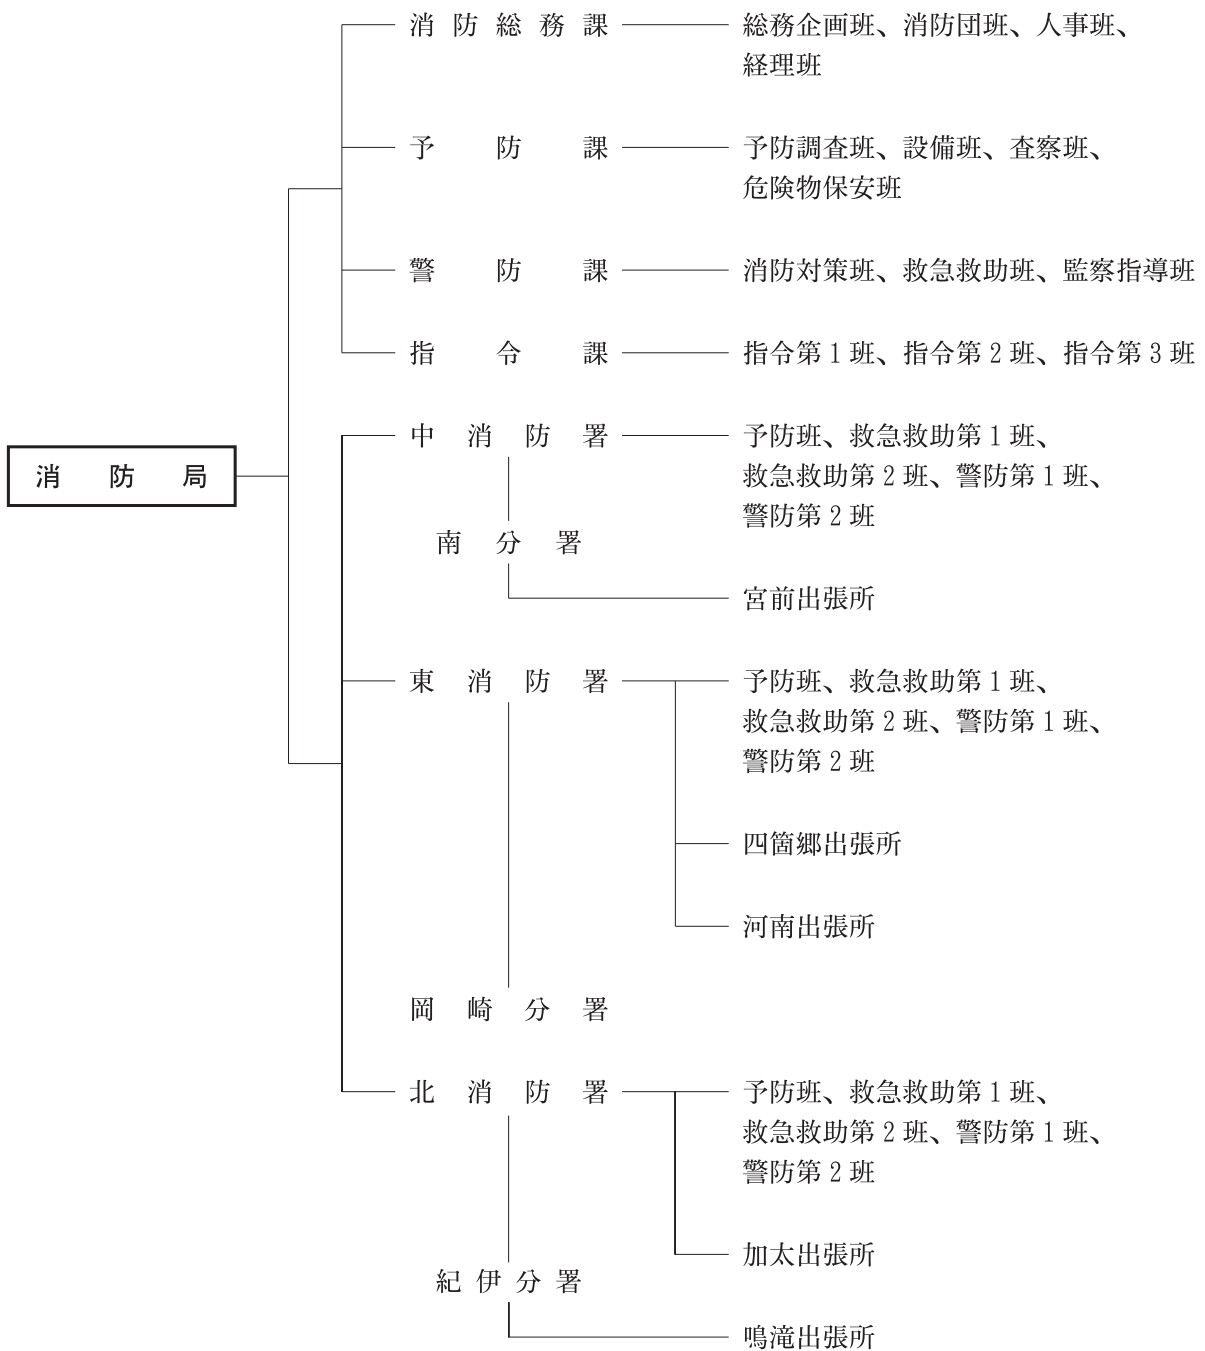 消防総務課 総務企画班、消防団班、人事班、
経理班
予防課 予防調査班、設備班、査察班、
危険物保安班
警防課 消防対策班、救急救助班、監察指導班
指令課 指令第1班、指令第2班、指令第3班
消防局
中消防署 予防班、救急救助第1班、
救急救助第2班、警防第1班、
警防第2班
南分署
宮前出張所
東消防署 予防班、救急救助第1班、
救急救助第2班、警防第1班、
警防第2班
四箇郷出張所
河南出張所
岡崎分署
北消防署 予防班、救急救助第1班、
救急救助第2班、警防第1班、
警防第2班
加太出張所
紀伊分署
鳴滝出張所